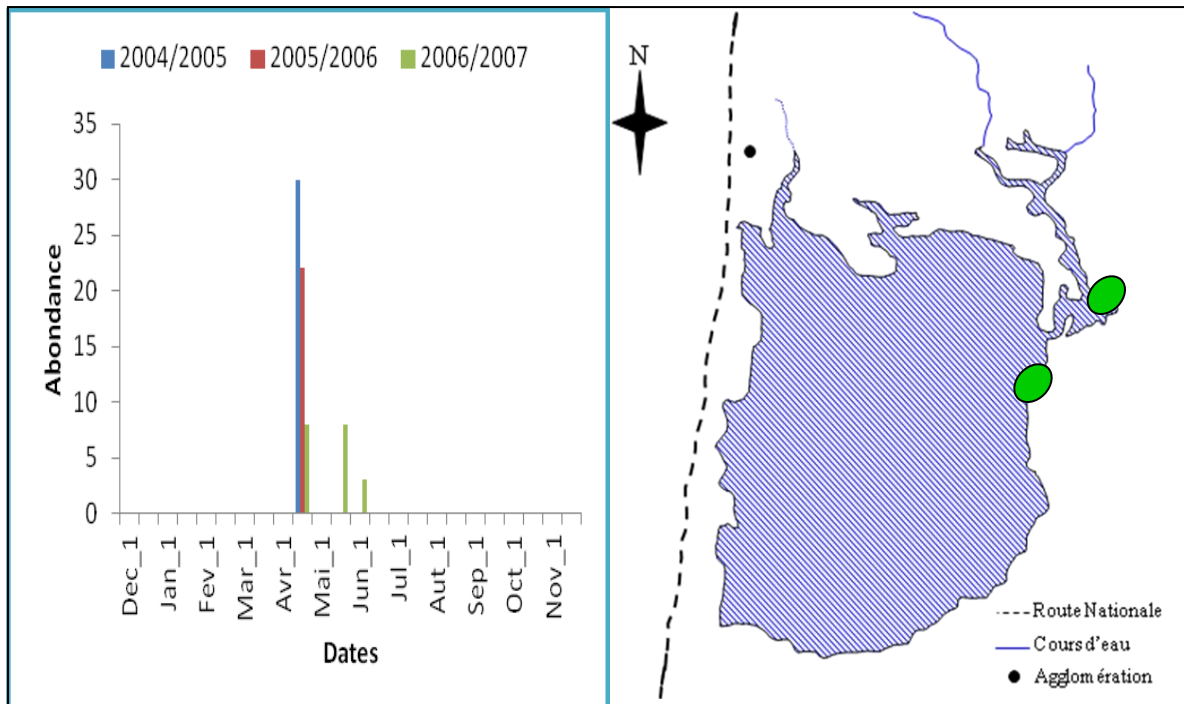 2004/2005 2005/2006 2006/2007
Abondance
35
30
25
20
15
10
5
0
Dec_1
Jan_1
Fev_1
Mar_1
Avr_1
Mai_1
Jun_1
Jul_1
Aut_1
Sep_1
Oct_1
Nov_1
Dates
N
Route Nationale
Cours d'eau
Agglomération